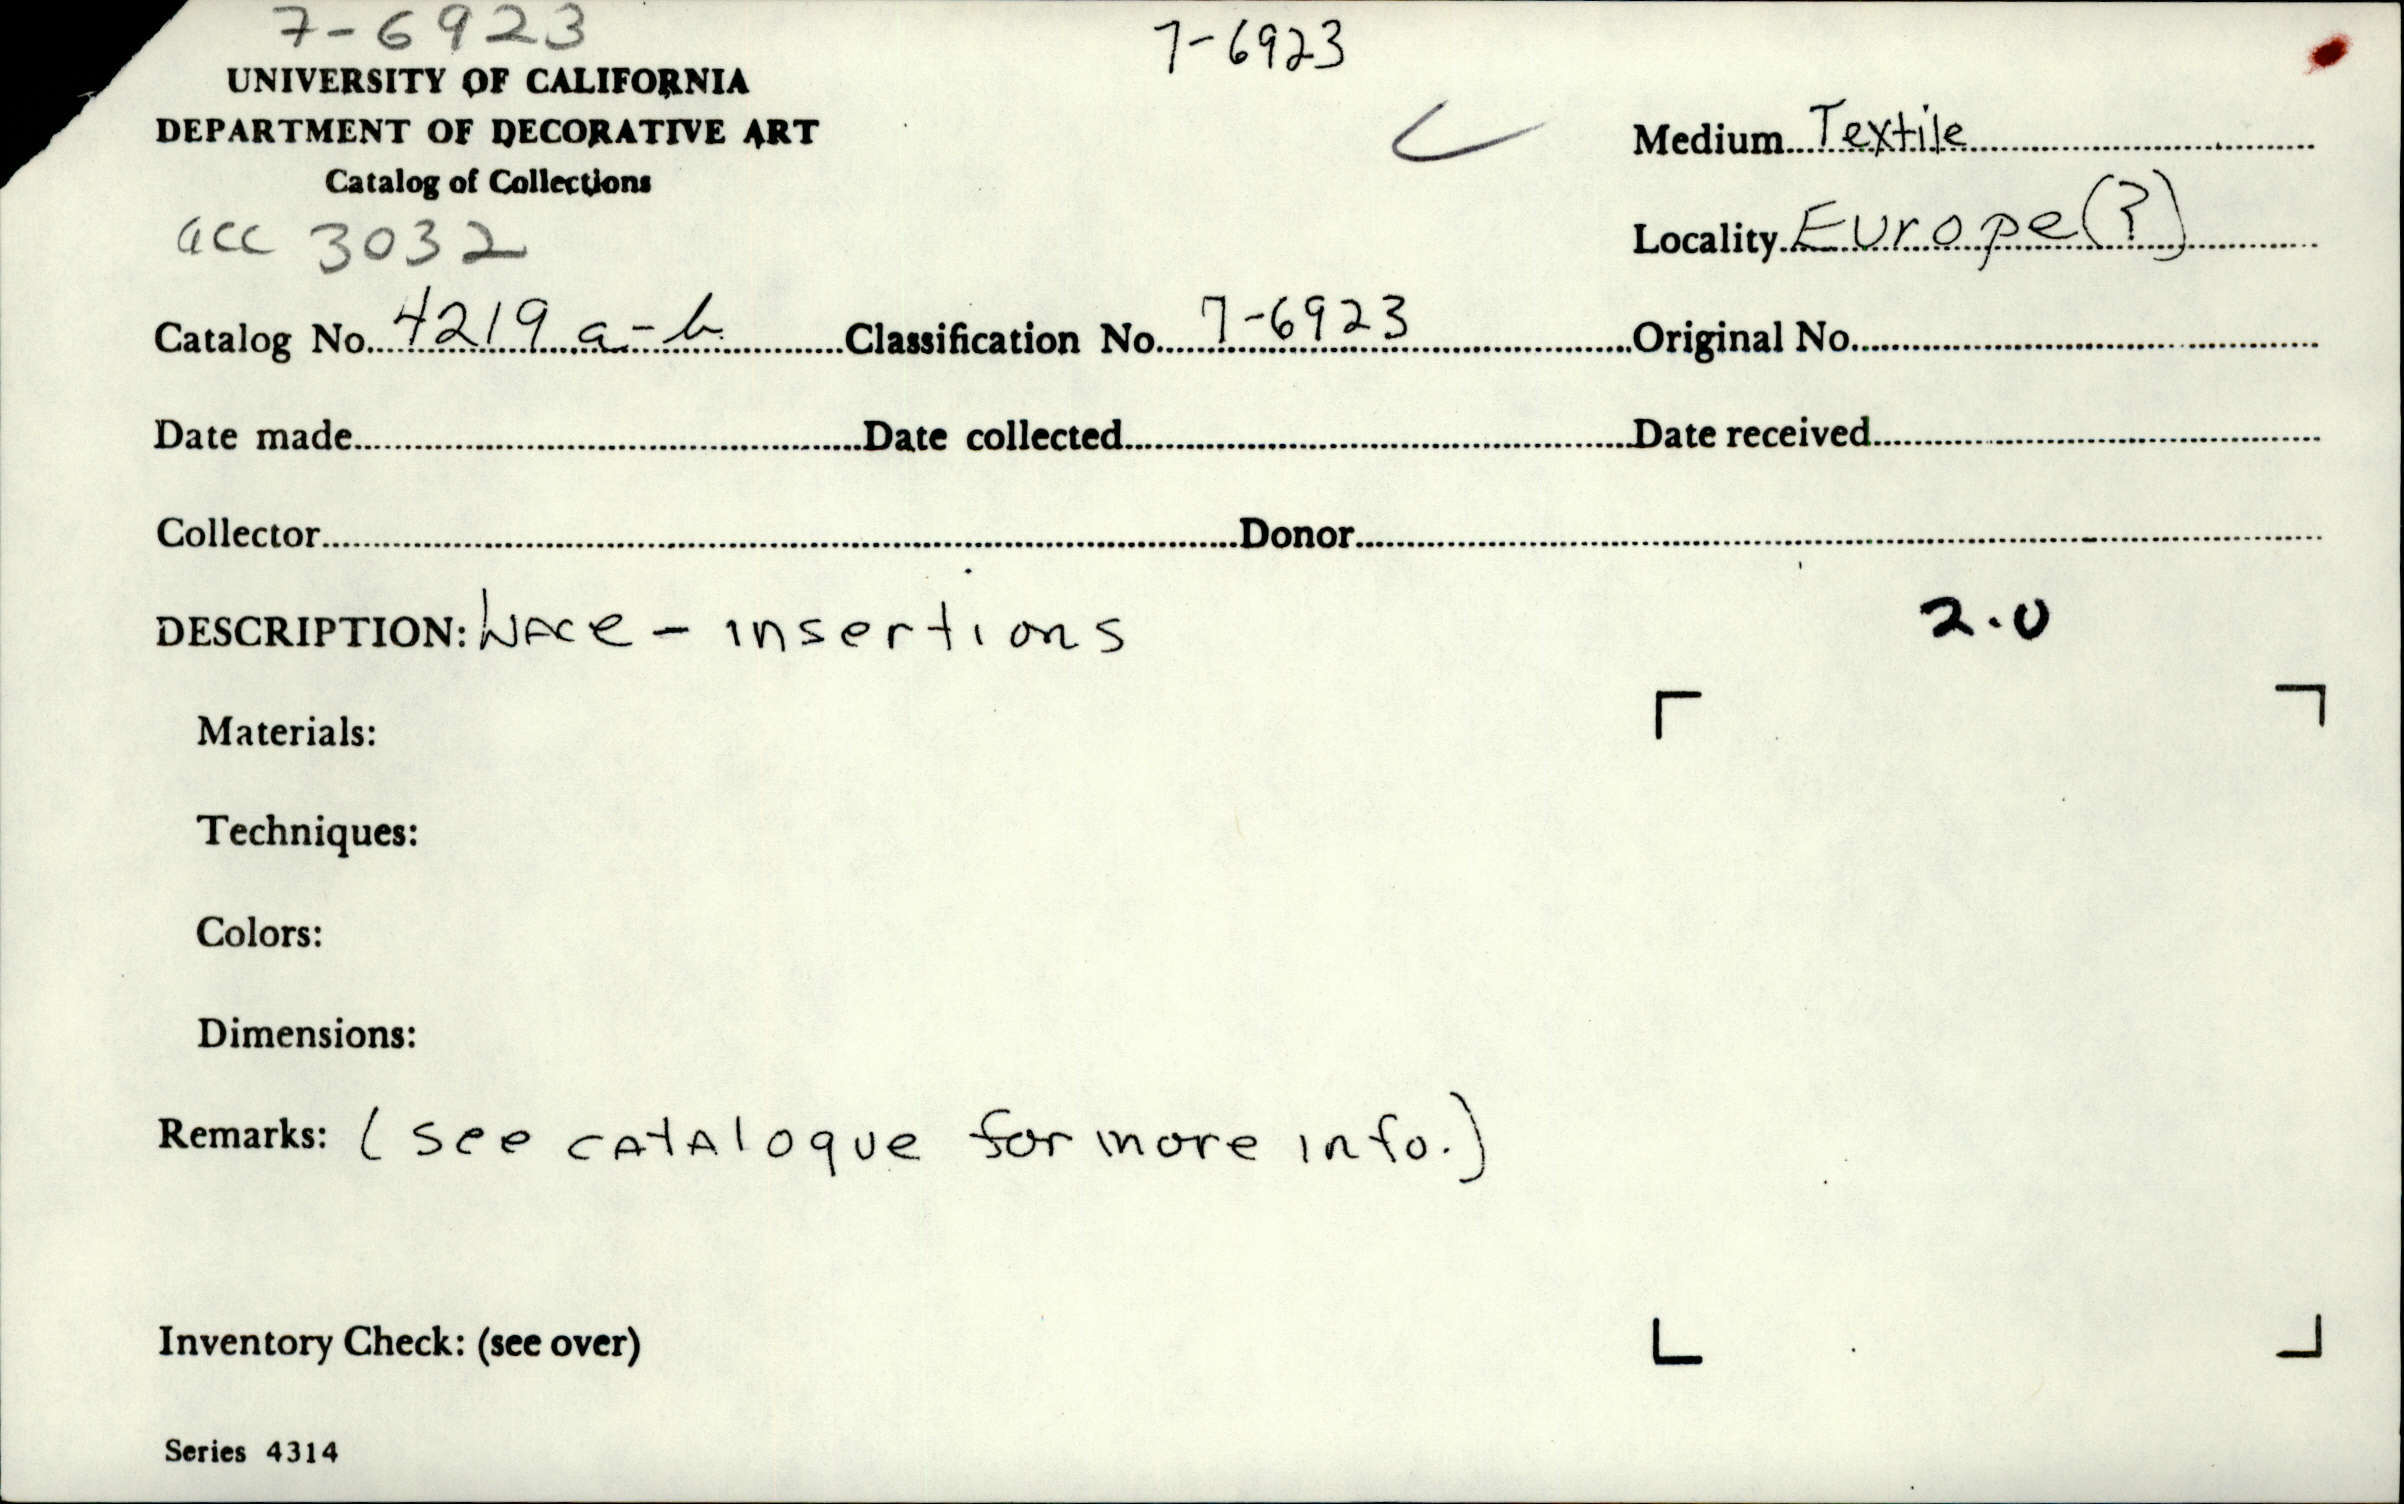 7-6923
7-6923
UNIVERSITY OF CALIFORNIA
DEPARTMENT OF DECORATIVE ART
Catalog of Collections
acc 3032
Medium Textile
Locality Europe(?)
Catalog No. 4219 a-b Classification No. 7-6923 Original No.
Date made Date collected Date received
Collector Donor
DESCRIPTION: Lace - insertions
2.0
Materials:
Techniques:
Colors:
Dimensions:
Remarks: (see catalogue for more info.)
Inventory Check: (see over)
Series 4314